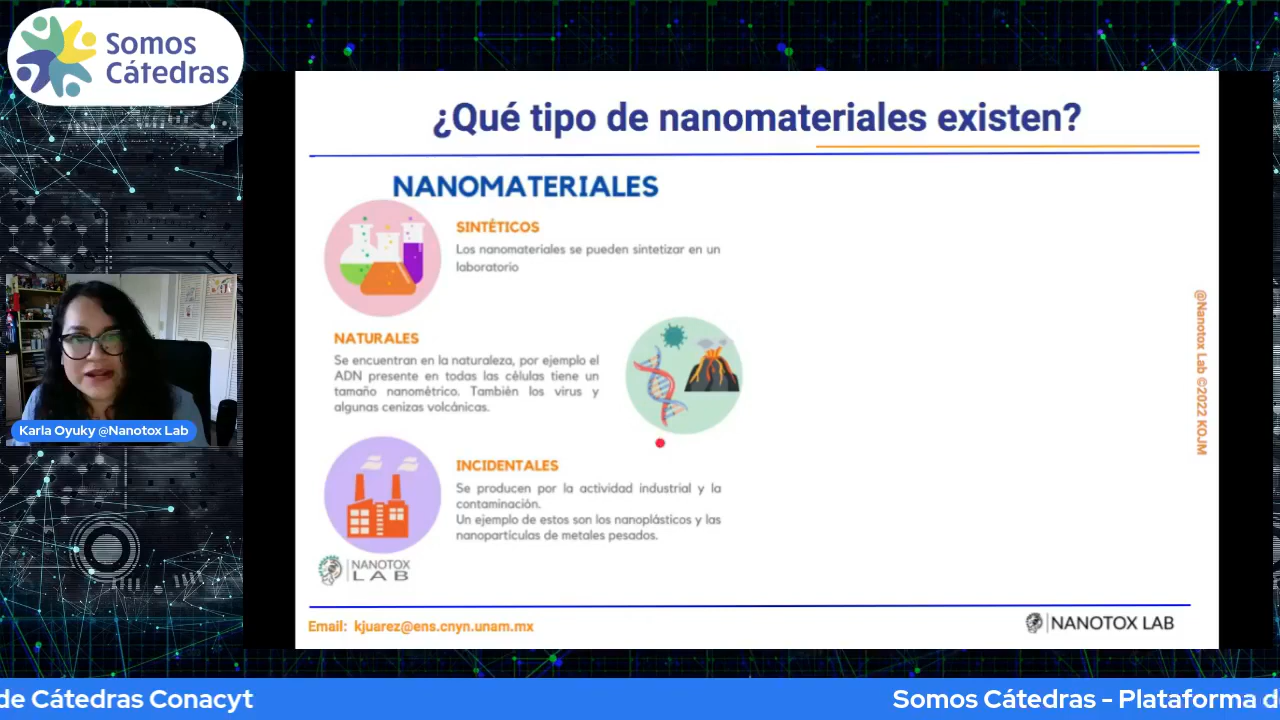 Somos
Cátedras
¿Qué tipo de nanomateriales existen?
NANOMATERIALES
SINTÉTICOS
Los nanomateriales se pueden sintetizar en un
laboratorio
NATURALES
Se encuentran en la naturaleza, por ejemplo el
ADN presente en todas las células tiene un
tamaño nanométrico. También los virus y
algunas cenizas volcánicas.
INCIDENTALES
Se producen por la actividad industrial y la
contaminación.
Un ejemplo de estos son los nanoplásticos y las
nanopartículas de metales pesados.
NANOTOX
LAB
@Nanotox Lab ©2022 KOJM
Email: kjuarez@ens.cnyn.unam.mx
NANOTOX LAB
Karla Oyuky @Nanotox Lab
de Cátedras Conacyt
Somos Cátedras - Plataforma d